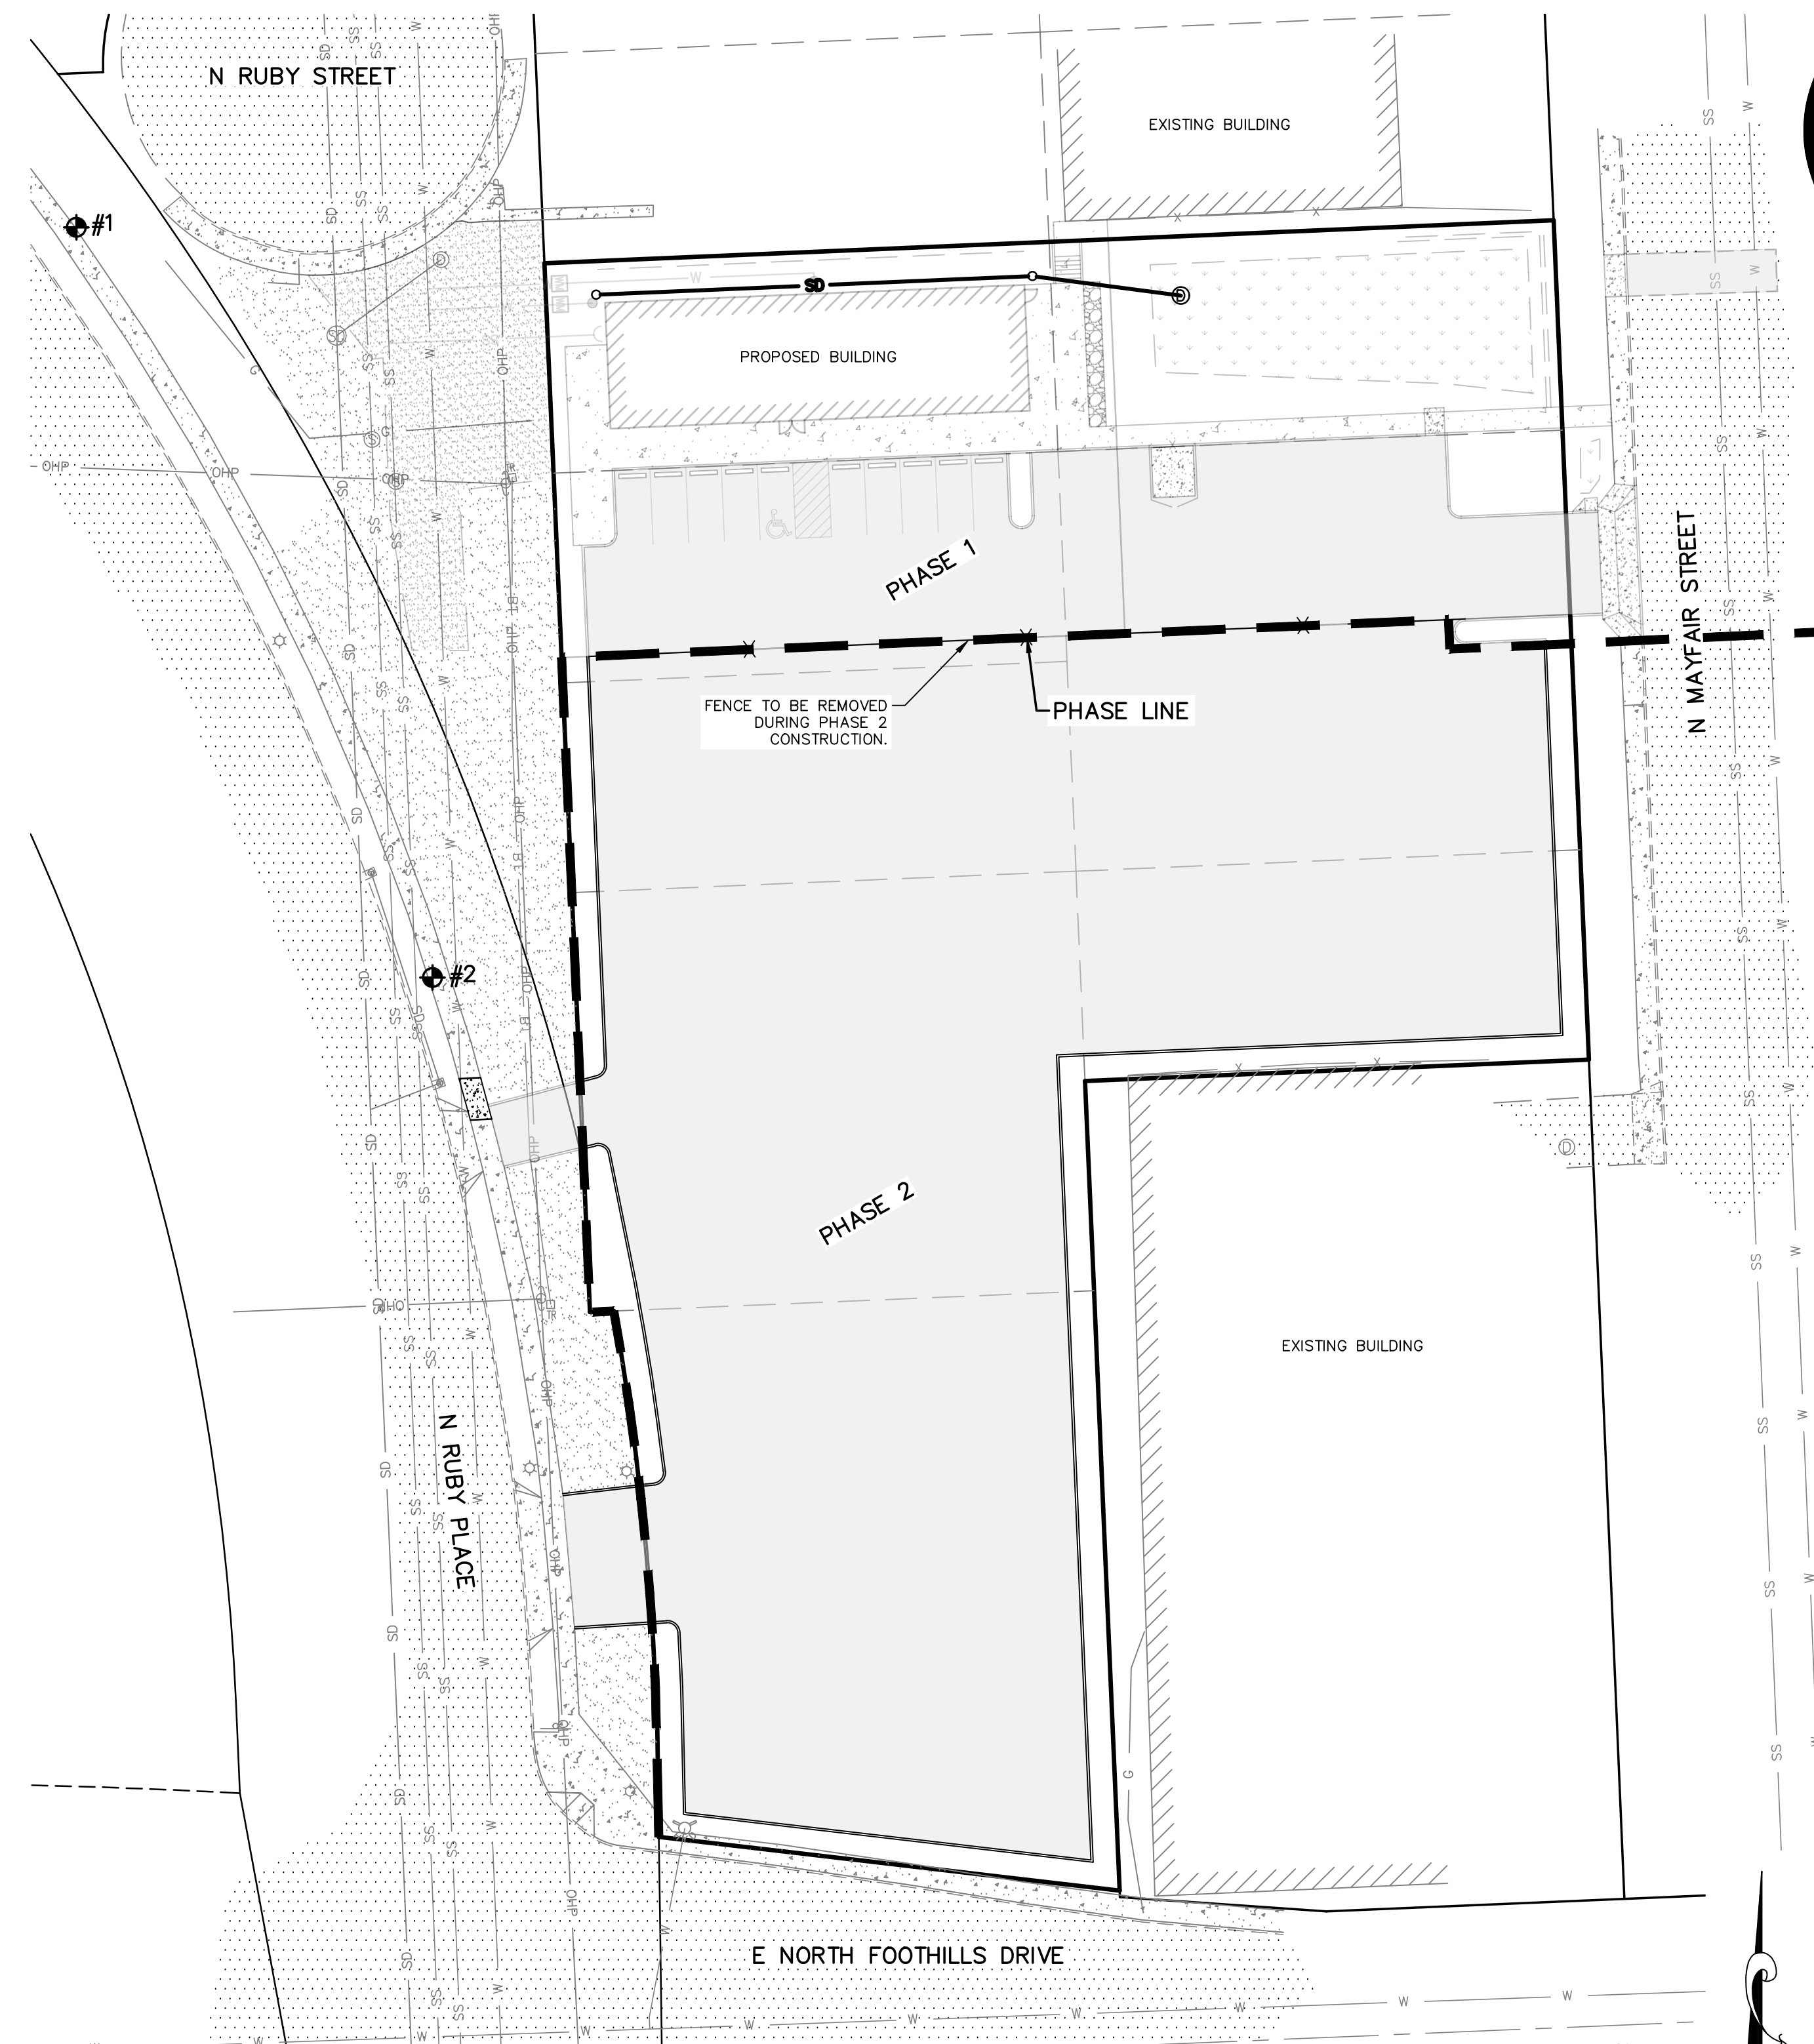 N RUBY STREET
EXISTING BUILDING
#1
SD
PROPOSED BUILDING
PHASE 1
N MAYFAIR STREET
FENCE TO BE REMOVED
DURING PHASE 2
CONSTRUCTION.
PHASE LINE
#2
PHASE 2
EXISTING BUILDING
N RUBY PLACE
E NORTH FOOTHILLS DRIVE